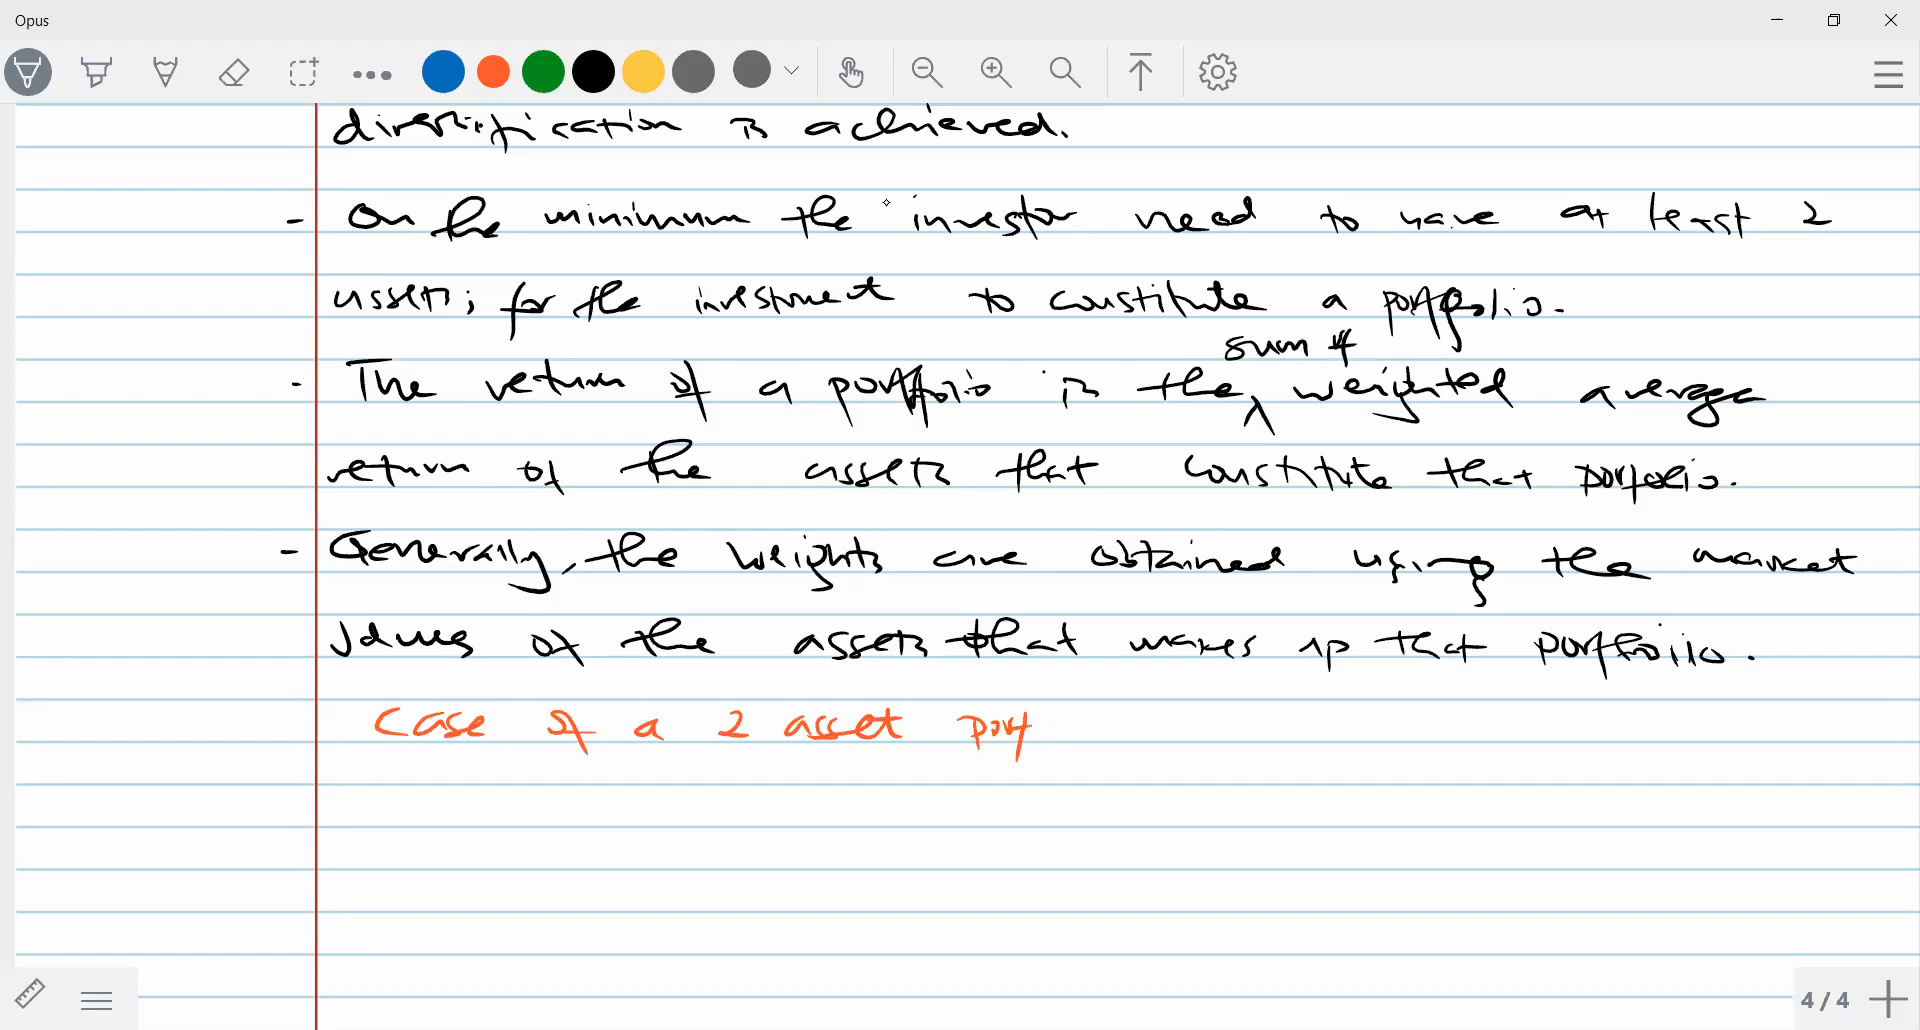 Opus
diversification is achieved.
- On the minimum the investor need to have at least 2
assets; for the investment to constitute a portfolio.
sum of
- The return of a portfolio is the weighted average
return of the assets that constitute that portfolio.
- Generally, the weights are obtained using the market
values of the assets that makes up that portfoilio.
Case of a 2 asset port
4 / 4